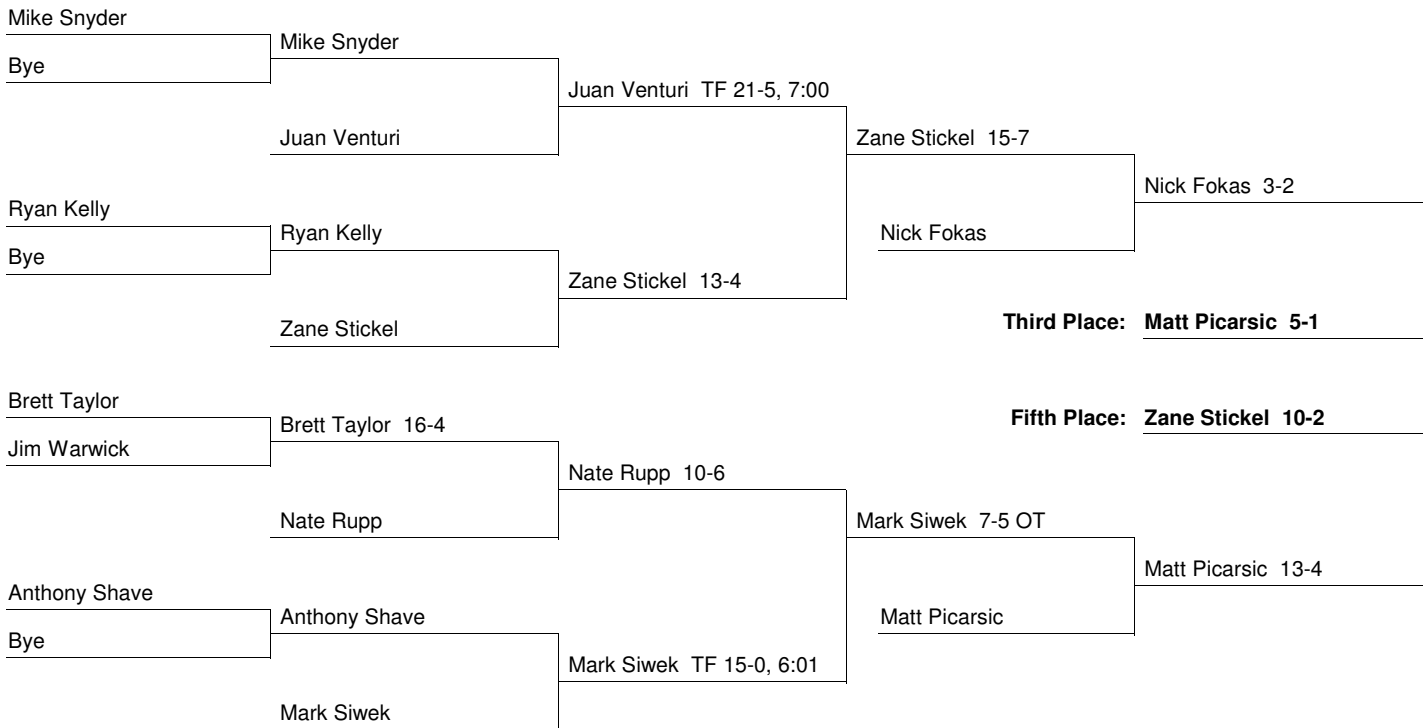 Mike Snyder
Mike Snyder
Bye
Juan Venturi  TF 21-5, 7:00
Juan Venturi
Zane Stickel  15-7
Nick Fokas  3-2
Ryan Kelly
Ryan Kelly
Nick Fokas
Bye
Zane Stickel  13-4
Zane Stickel
Third Place:  Matt Picarsic  5-1
Brett Taylor
Brett Taylor  16-4
Fifth Place:  Zane Stickel  10-2
Jim Warwick
Nate Rupp  10-6
Nate Rupp
Mark Siwek  7-5 OT
Matt Picarsic  13-4
Anthony Shave
Anthony Shave
Matt Picarsic
Bye
Mark Siwek  TF 15-0, 6:01
Mark Siwek